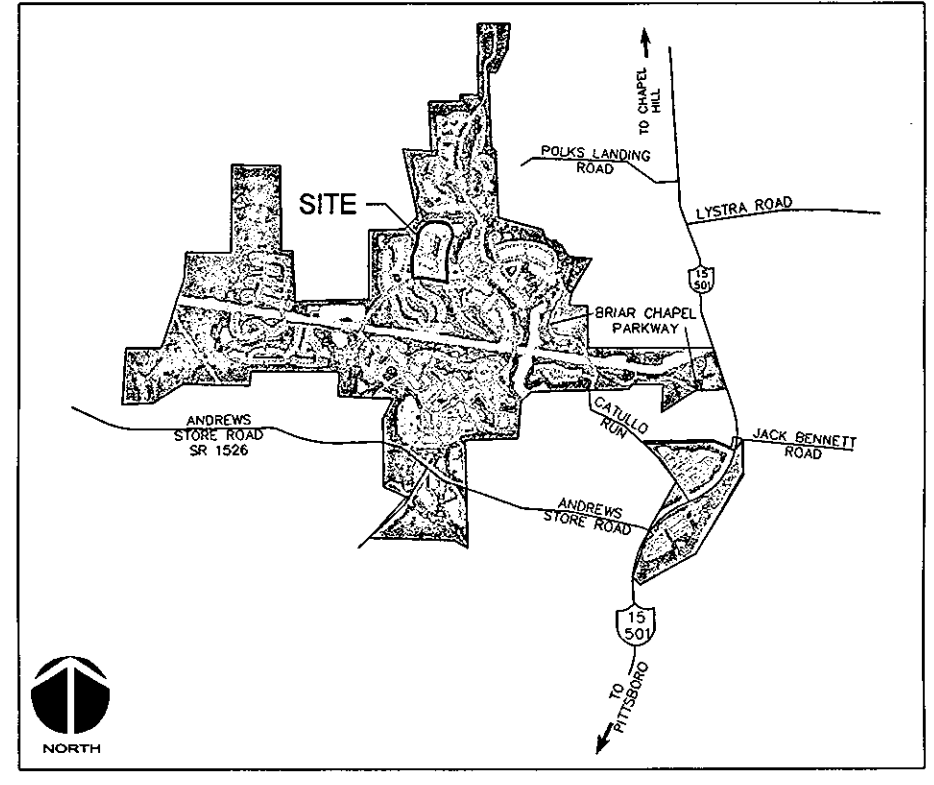 TO CHAPEL
HILL
POLKS LANDING
ROAD
LYSTRA ROAD
SITE
15
501
BRIAR CHAPEL
PARKWAY
CATULLO
RUN
ANDREWS
STORE ROAD
SR 1526
JACK BENNETT
ROAD
ANDREWS
STORE ROAD
15
501
TO
PITTSBORO
NORTH